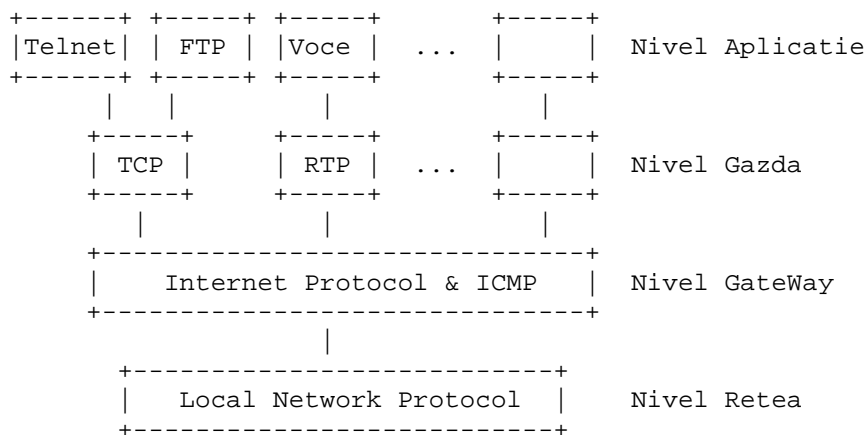 Telnet FTP Voce ... Nivel Aplicatie
TCP RTP ... Nivel Gazda
Internet Protocol & ICMP Nivel GateWay
Local Network Protocol Nivel Retea